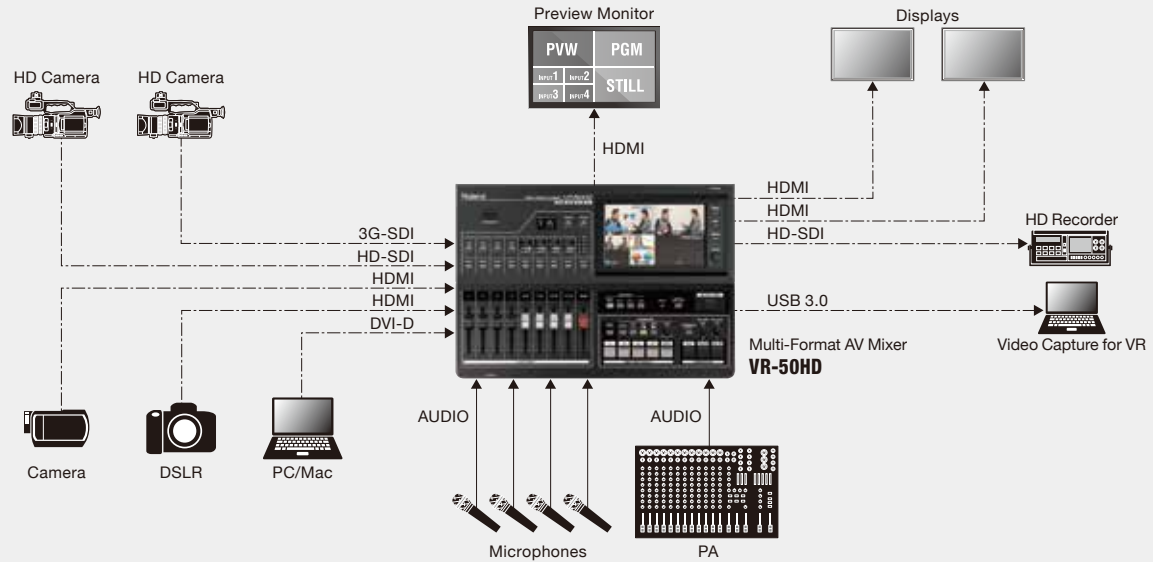 Preview Monitor
Displays
PVW
PGM
INPUT1
INPUT2
INPUT3
INPUT4
STILL
HD Camera
HD Camera
HDMI
HDMI
HDMI
HD-SDI
3G-SDI
HD-SDI
HDMI
HDMI
DVI-D
HD Recorder
USB 3.0
Video Capture for VR
Roland
Multi-Format AV Mixer
VR-50HD
AUDIO
AUDIO
Camera
DSLR
PC/Mac
Microphones
PA